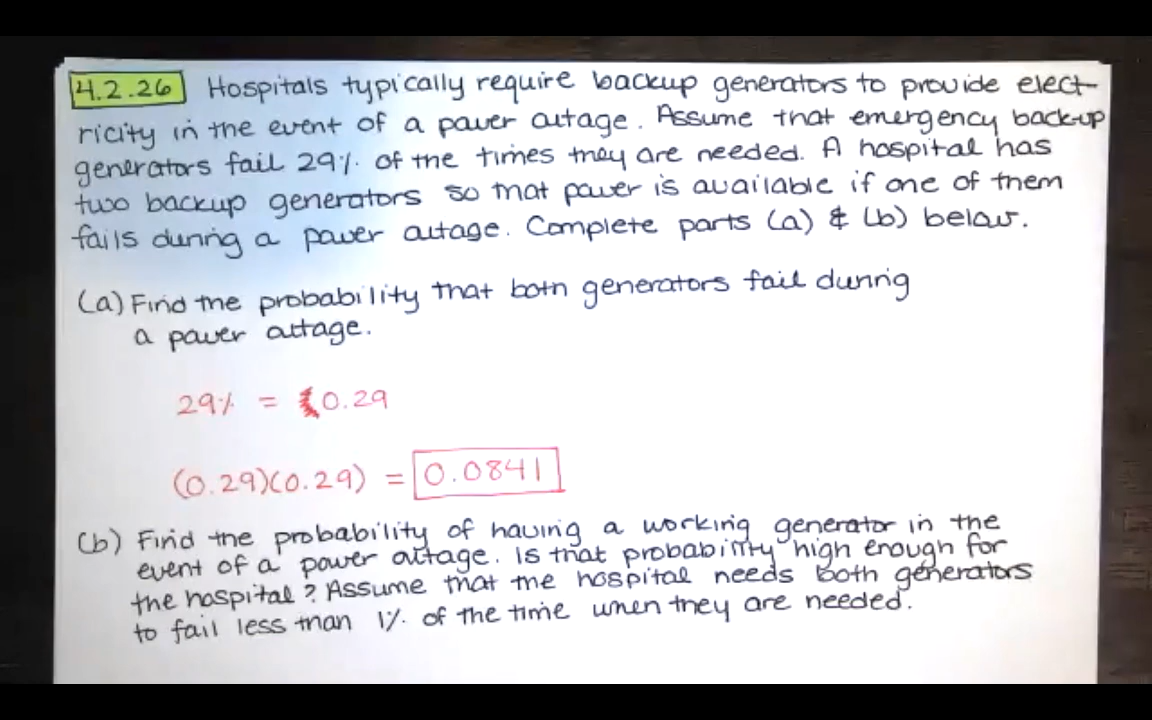 4.2.26 Hospitals typically require backup generators to provide elect-
ricity in the event of a power outage. Assume that emergency backup
generators fail 29% of the times they are needed. A hospital has
two backup generators so that power is available if one of them
fails during a power outage. Complete parts (a) & (b) below.
(a) Find the probability that both generators fail during
a power outage.
29% = 0.29
(0.29)(0.29) = 0.0841
(b) Find the probability of having a working generator in the
event of a power outage. Is that probability high enough for
the hospital? Assume that the hospital needs both generators
to fail less than 1% of the time when they are needed.